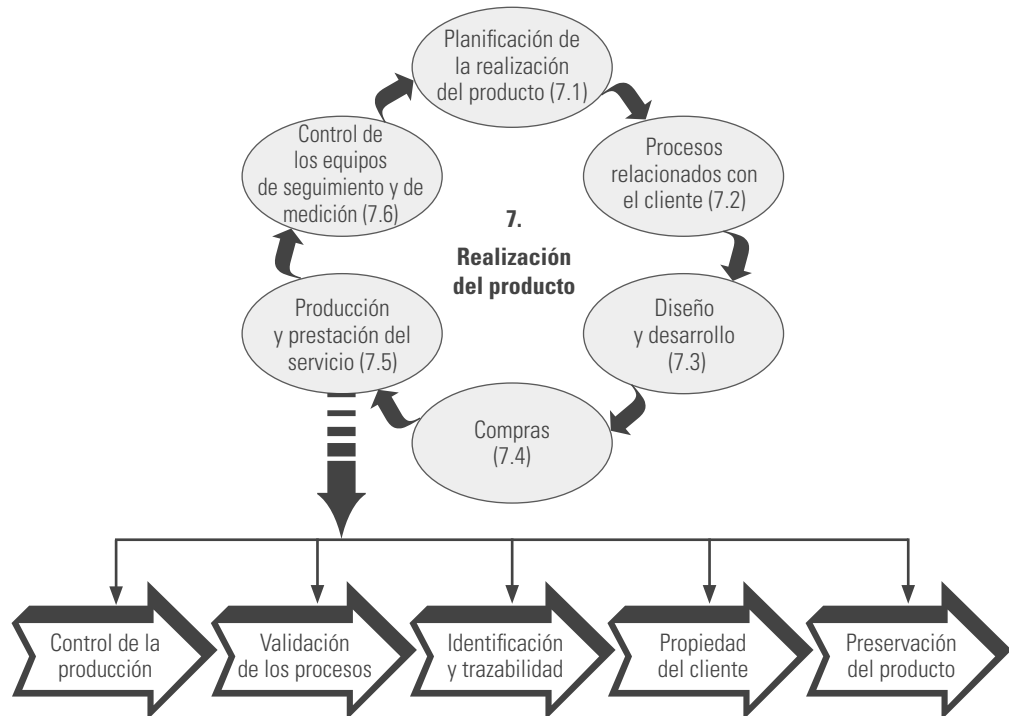 Planificación de
la realización
del producto (7.1)
Procesos
relacionados con
el cliente (7.2)
Diseño
y desarrollo
(7.3)
Compras
(7.4)
Producción
y prestación del
servicio (7.5)
Control de
los equipos
de seguimiento y de
medición (7.6)
7.
Realización
del producto
Control de la
producción
Validación
de los procesos
Identificación
y trazabilidad
Propiedad
del cliente
Preservación
del producto